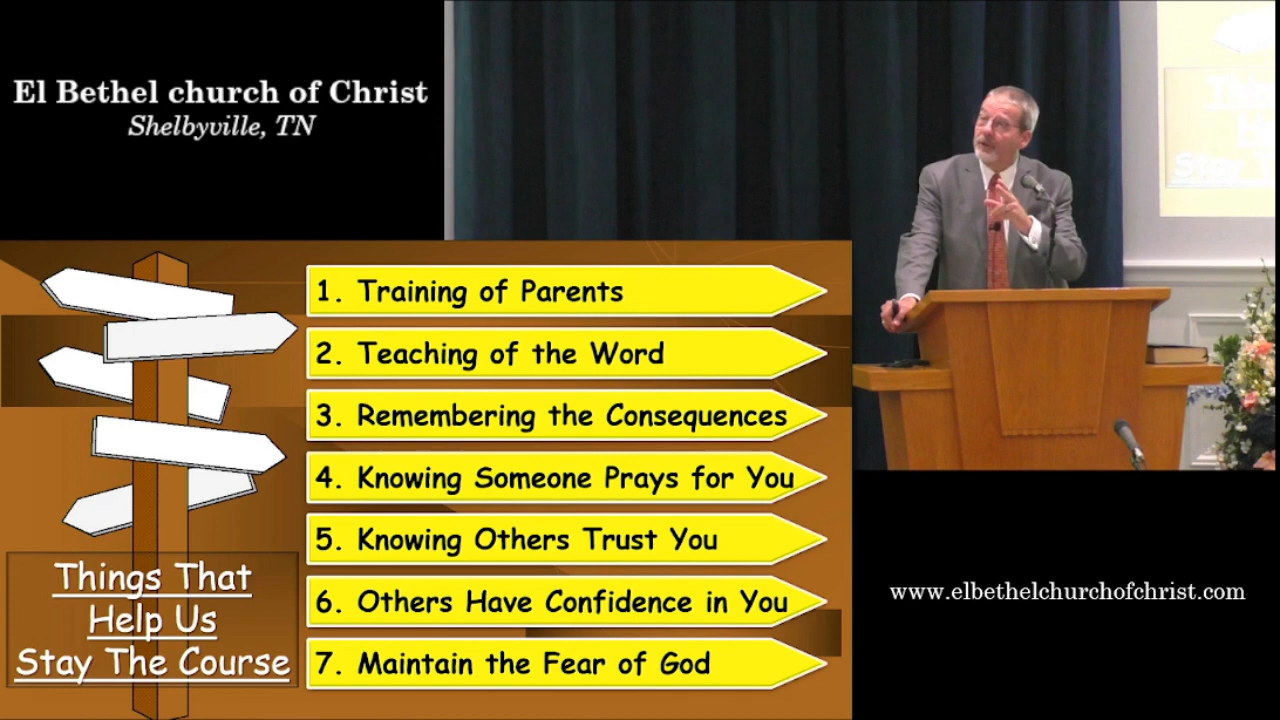 El Bethel church of Christ
Shelbyville, TN
1. Training of Parents
2. Teaching of the Word
3. Remembering the Consequences
4. Knowing Someone Prays for You
5. Knowing Others Trust You
6. Others Have Confidence in You
7. Maintain the Fear of God
Things That
Help Us
Stay The Course
www.elbethelchurchofchrist.com
Stay